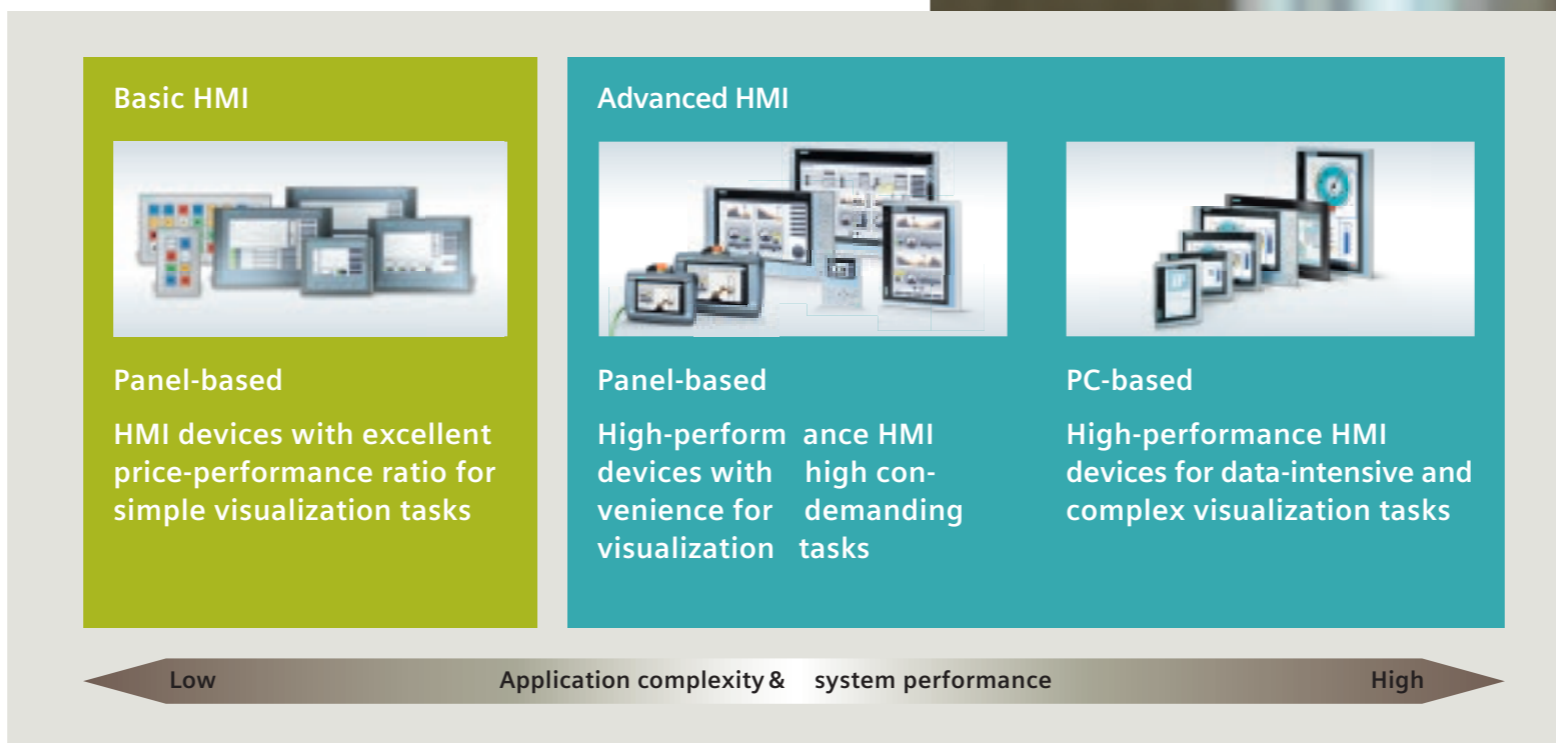 Basic HMI
Panel-based
HMI devices with excellent
price-performance ratio for
simple visualization tasks
Advanced HMI
Panel-based
High-perform ance HMI
devices with high con-
venience for demanding
visualization tasks
PC-based
High-performance HMI
devices for data-intensive and
complex visualization tasks
Low Application complexity & system performance High